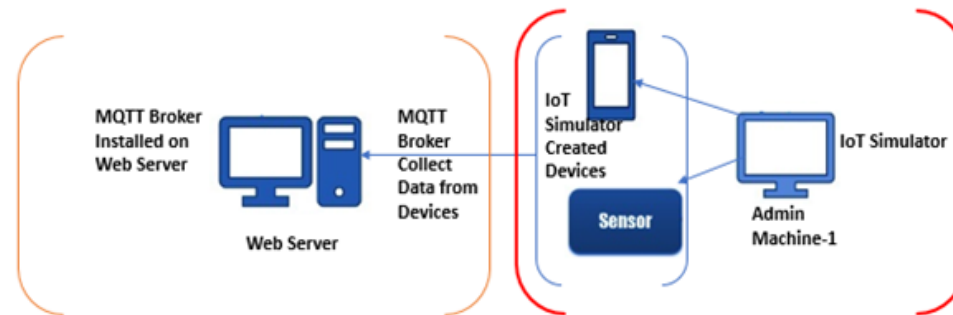 MQTT Broker
Installed on
Web Server
Web Server
MQTT
Broker
Collect
Data from
Devices
IoT
Simulator
Created
Devices
Sensor
IoT Simulator
Admin
Machine-1